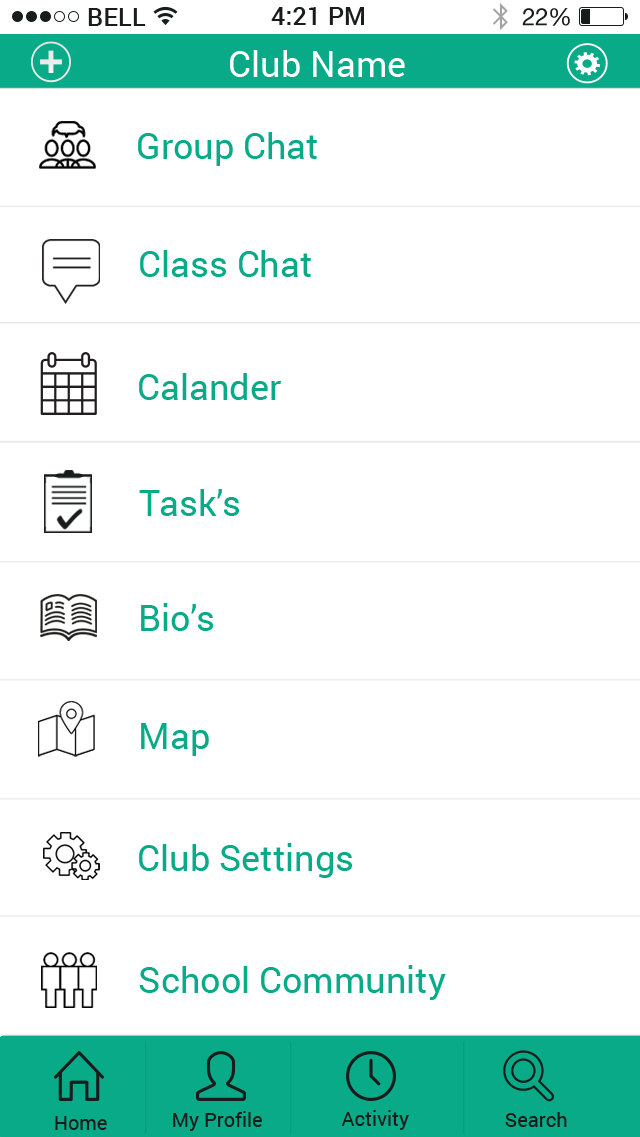 BELL 4:21 PM 22%
Club Name
Group Chat
Class Chat
Calander
Task’s
Bio’s
Map
Club Settings
School Community
Home My Profile Activity Search